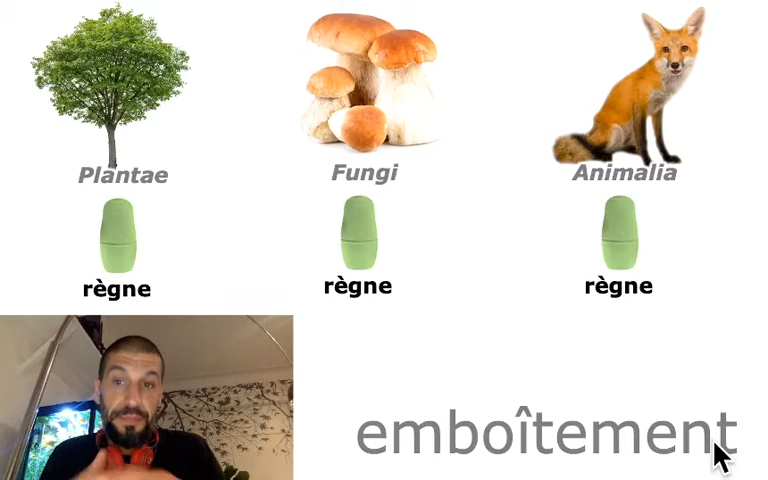 Plantae
Fungi
Animalia
règne
règne
règne
emboîtement